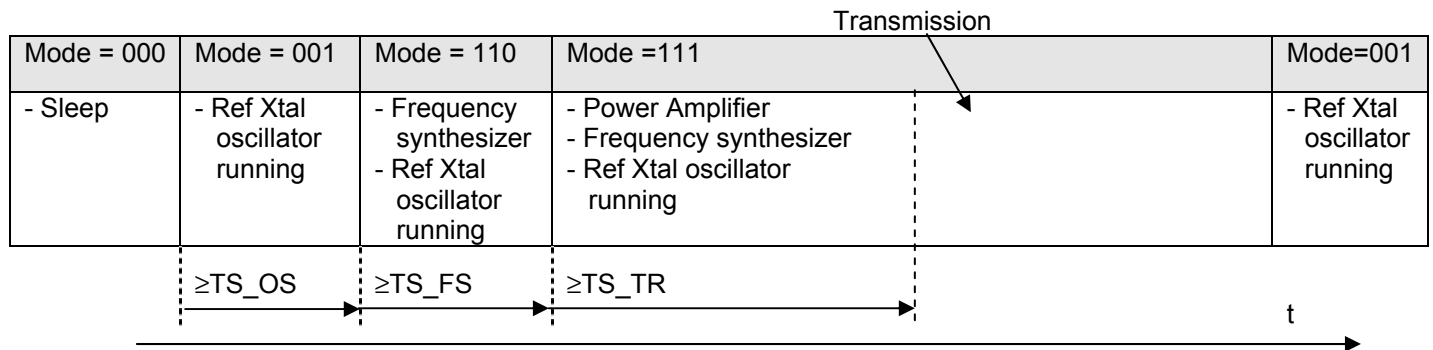 Transmission
Mode = 000
Mode = 001
Mode = 110
Mode =111
Mode=001
- Sleep
- Ref Xtal
oscillator
running
- Frequency
synthesizer
- Ref Xtal
oscillator
running
- Power Amplifier
- Frequency synthesizer
- Ref Xtal oscillator
running
- Ref Xtal
oscillator
running
≥TS_OS
≥TS_FS
≥TS_TR
t